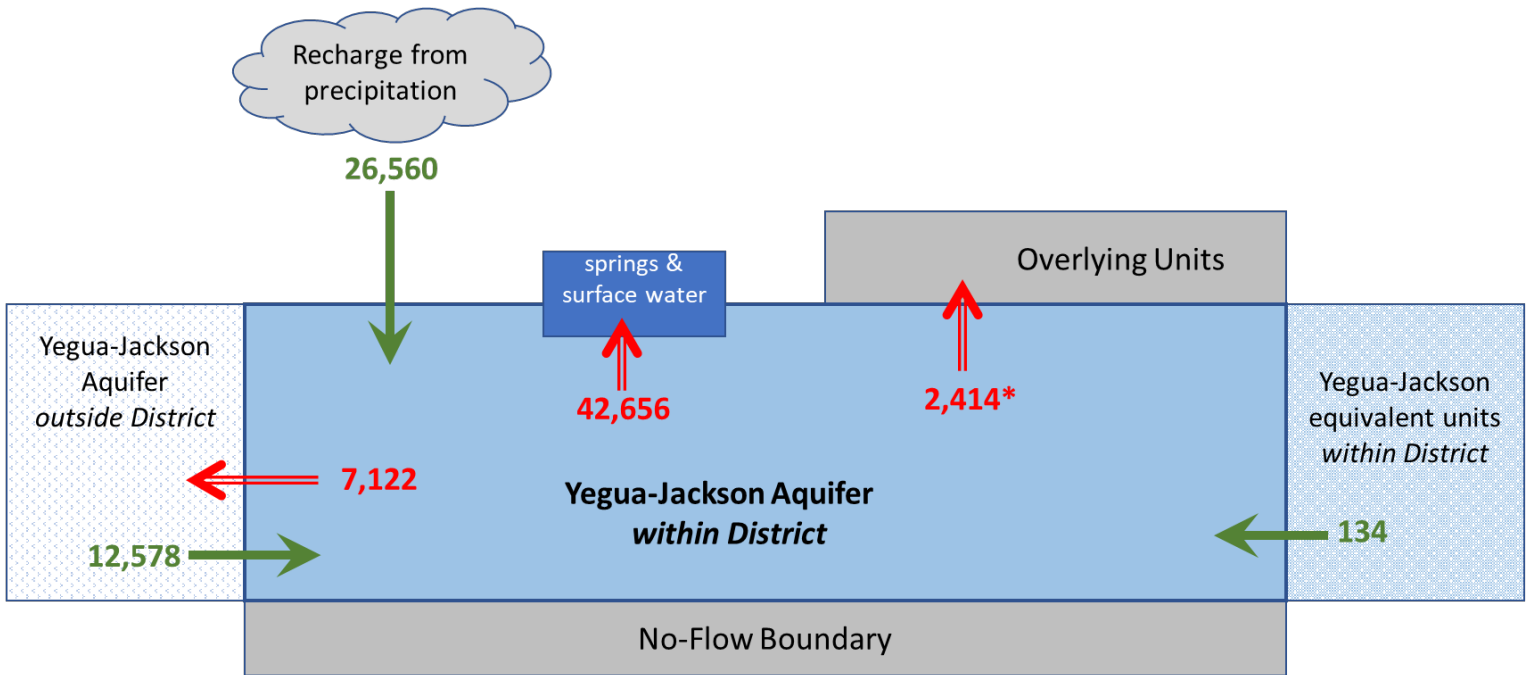 Recharge from
precipitation
26,560
springs &
surface water
Overlying Units
Yegua-Jackson
Aquifer
outside District
42,656
2,414*
Yegua-Jackson
equivalent units
within District
7,122
Yegua-Jackson Aquifer
within District
12,578
134
No-Flow Boundary